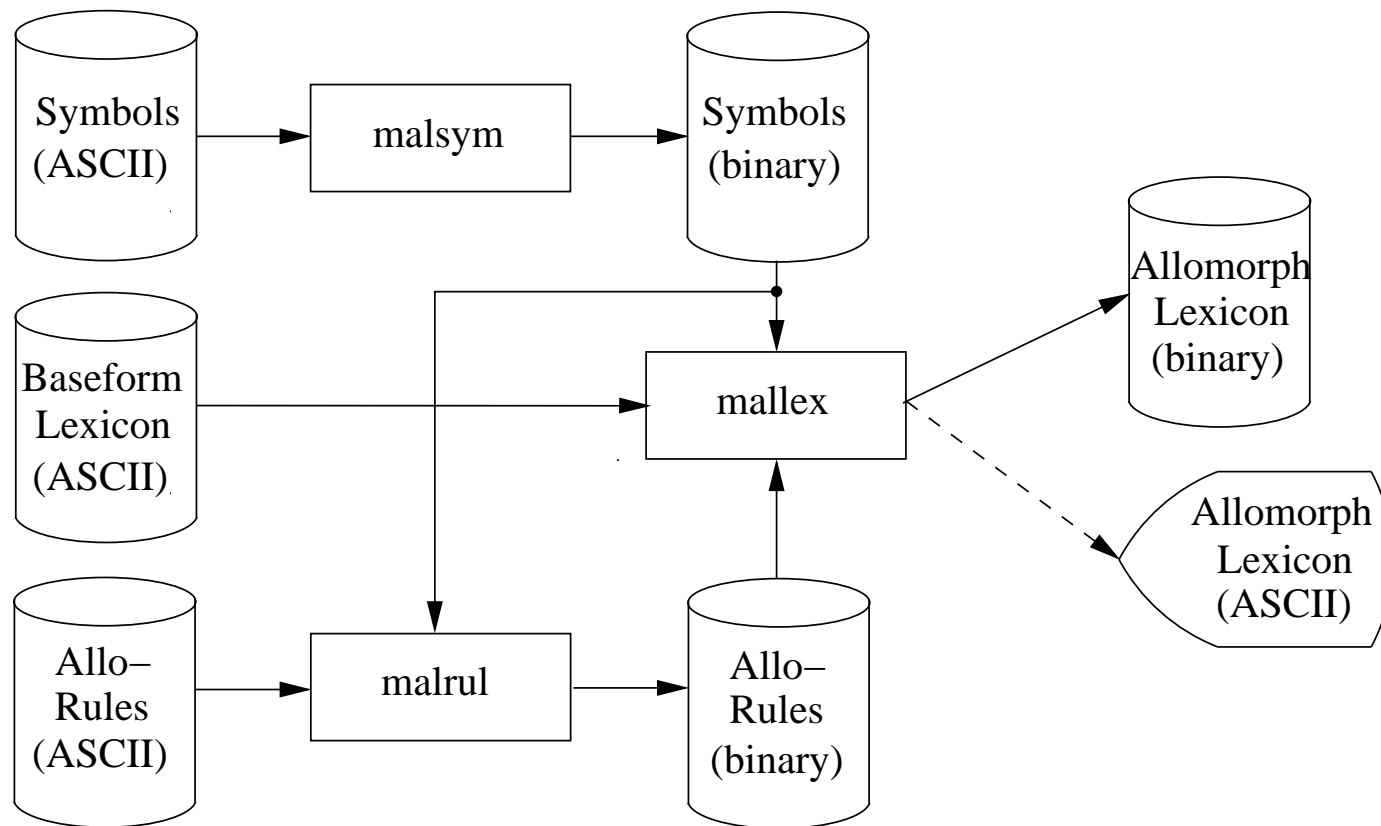 Symbols
(ASCII)
malsym
Symbols
(binary)
Allomorph
Lexicon
(binary)
Baseform
Lexicon
(ASCII)
mallex
Allomorph
Lexicon
(ASCII)
Allo−
Rules
(ASCII)
malrul
Allo−
Rules
(binary)